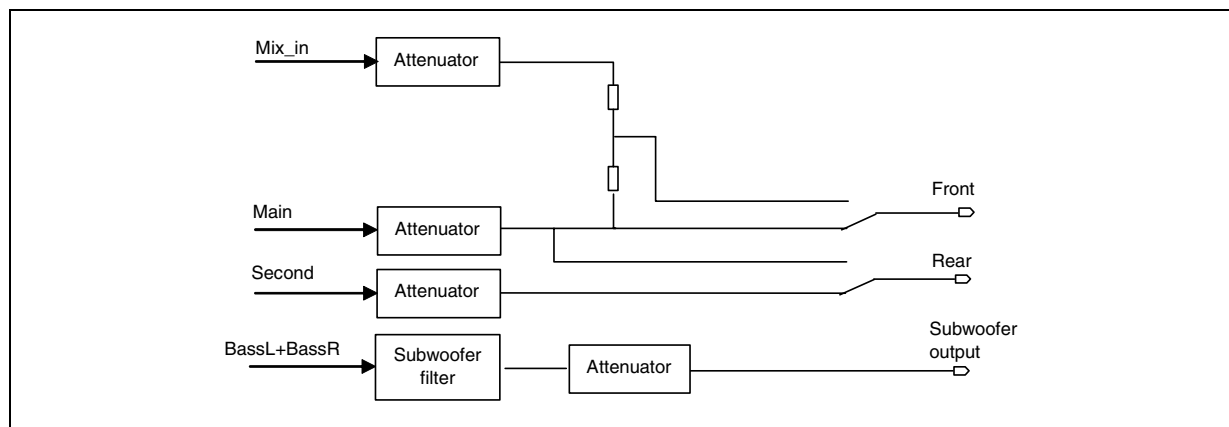 Mix_in
Attenuator
Front
Main
Attenuator
Rear
Second
Attenuator
Subwoofer
output
BassL+BassR
Subwoofer
filter
Attenuator